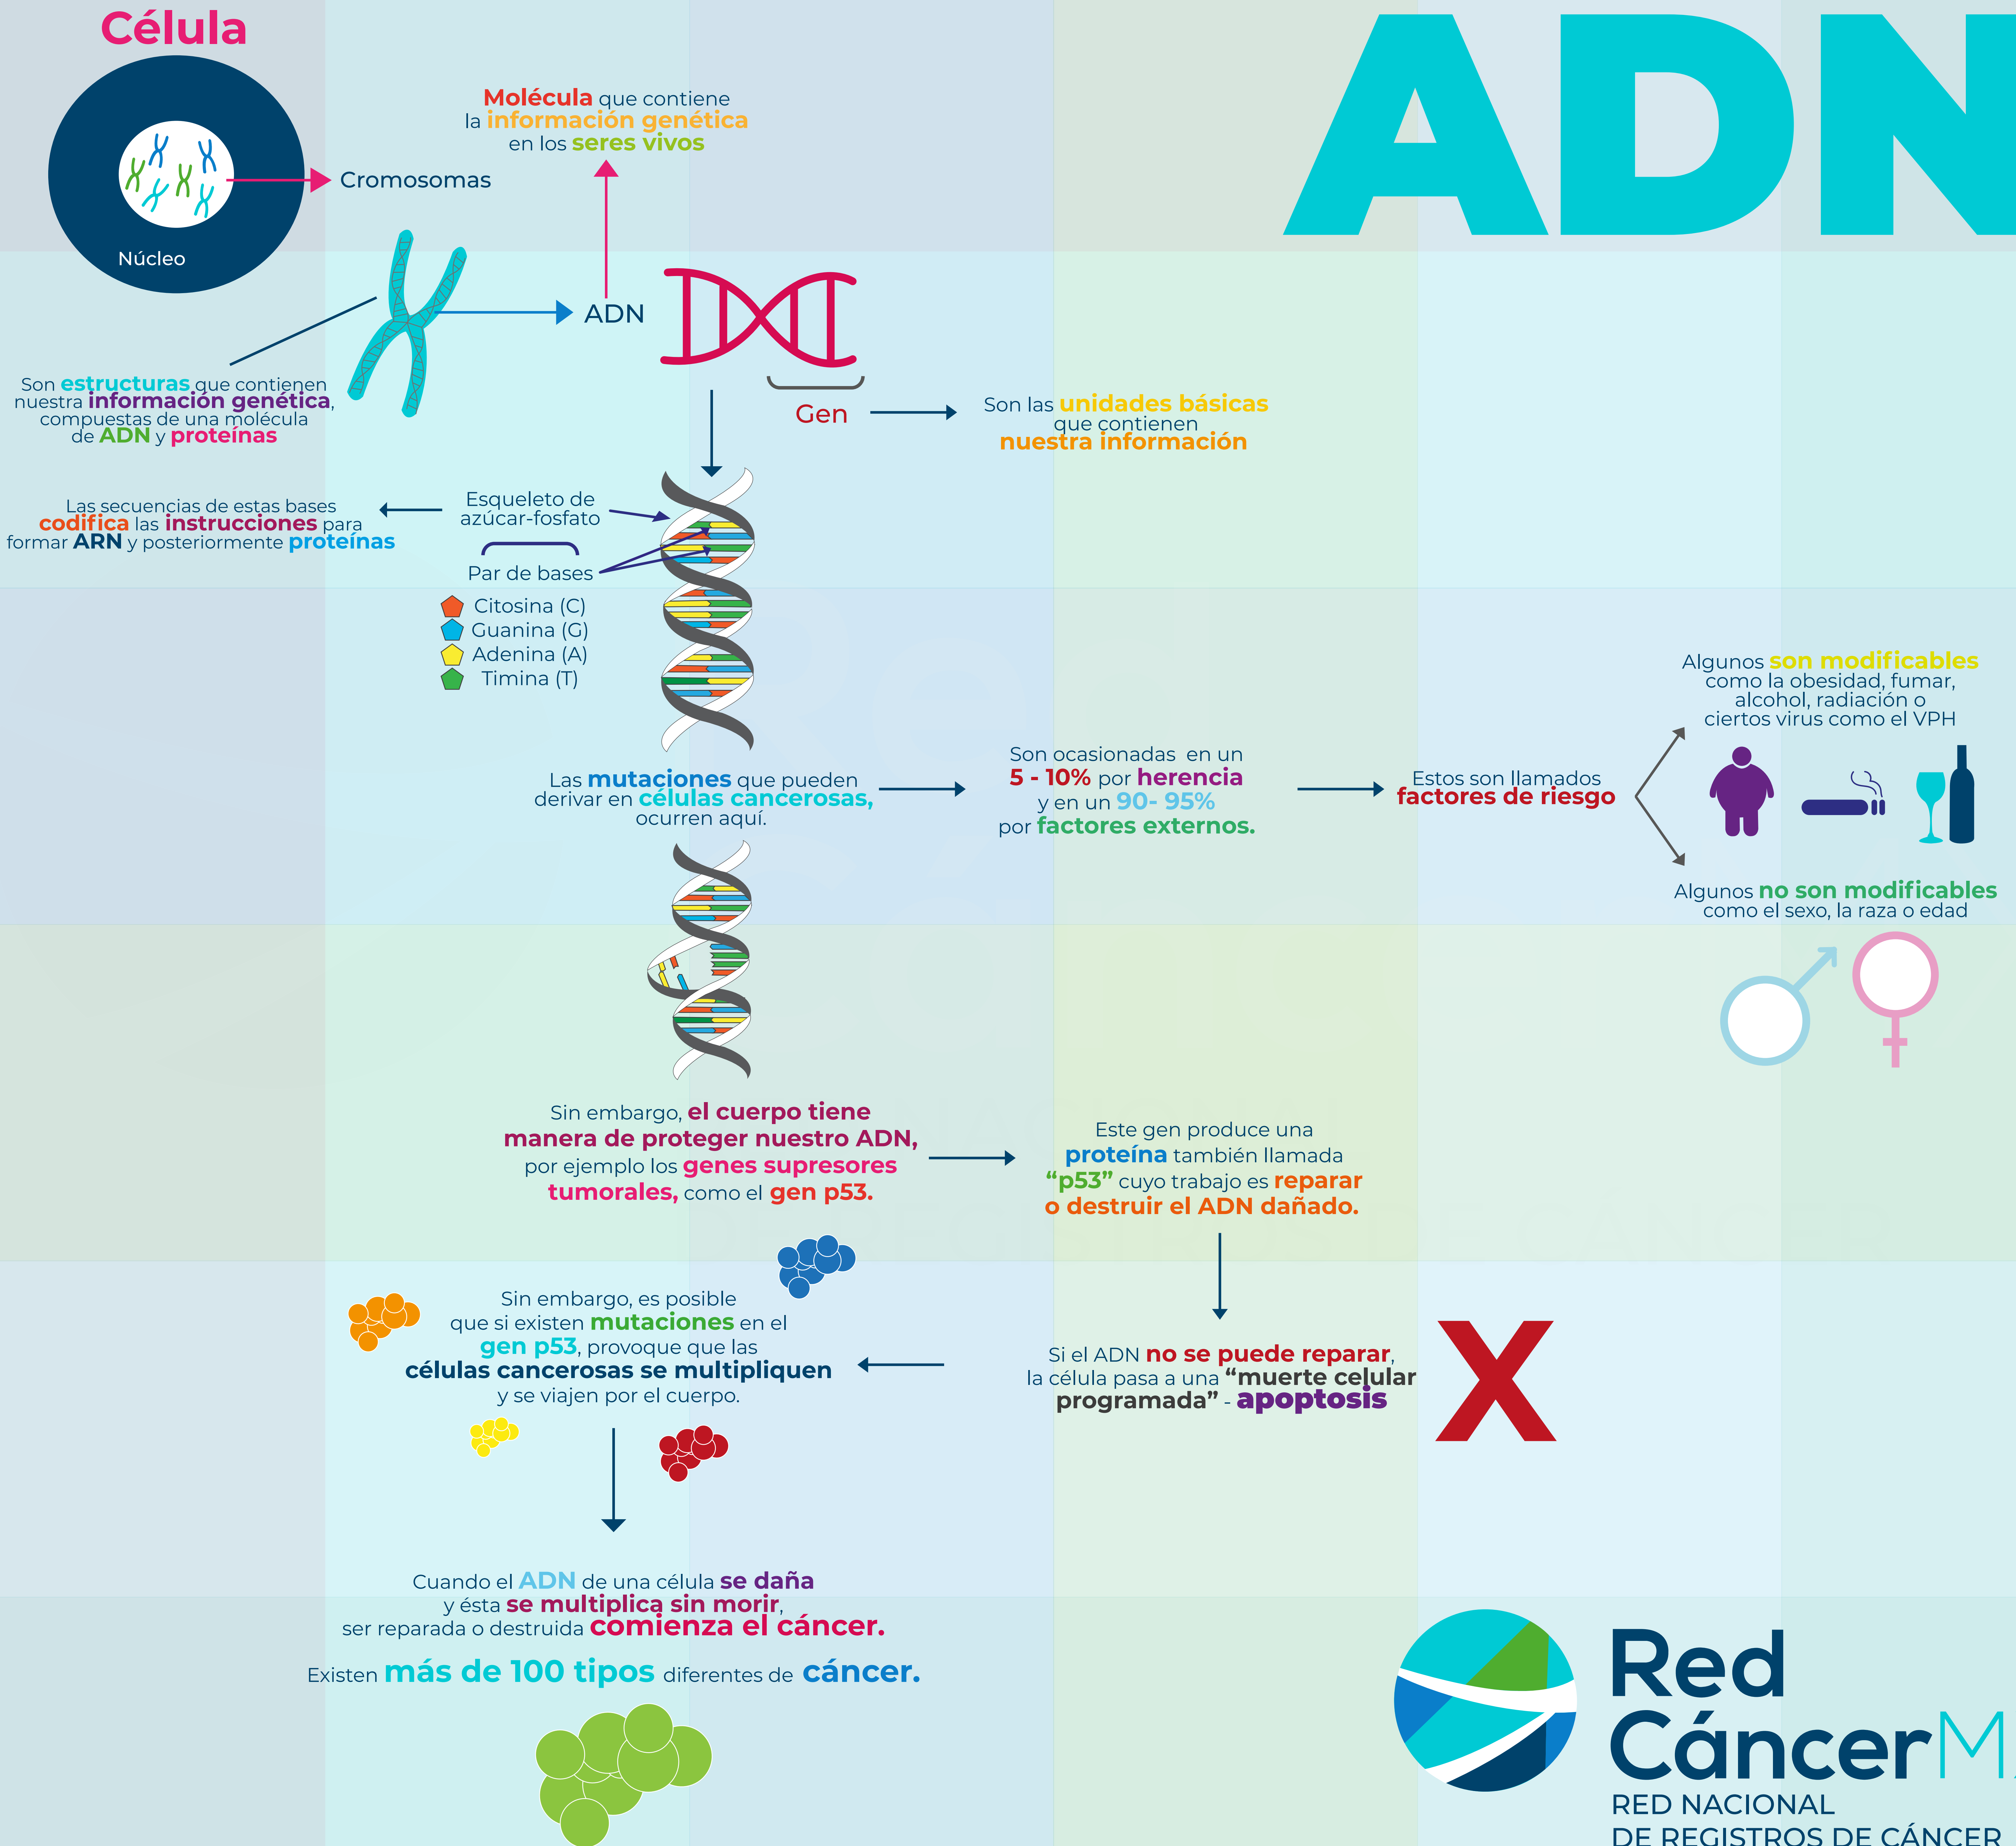 Célula
ADN
Molécula que contiene
la información genética
en los seres vivos
Cromosomas
Núcleo
ADN
Son estructuras que contienen
nuestra información genética,
compuestas de una molécula
de ADN y proteínas
Gen
Son las unidades básicas
que contienen
nuestra información
Las secuencias de estas bases
codifica las instrucciones para
formar ARN y posteriormente proteínas
Esqueleto de
azúcar-fosfato
Par de bases
Citosina (C)
Guanina (G)
Adenina (A)
Timina (T)
Las mutaciones que pueden
derivar en células cancerosas,
ocurren aquí.
Son ocasionadas en un
5 - 10% por herencia
y en un 90- 95%
por factores externos.
Estos son llamados
factores de riesgo
Algunos son modificables
como la obesidad, fumar,
alcohol, radiación o
ciertos virus como el VPH
Algunos no son modificables
como el sexo, la raza o edad
Sin embargo, el cuerpo tiene
manera de proteger nuestro ADN,
por ejemplo los genes supresores
tumorales, como el gen p53.
Este gen produce una
proteína también llamada
“p53” cuyo trabajo es reparar
o destruir el ADN dañado.
Si el ADN no se puede reparar,
la célula pasa a una “muerte celular
programada” - apoptosis
X
Sin embargo, es posible
que si existen mutaciones en el
gen p53, provoque que las
células cancerosas se multipliquen
y se viajen por el cuerpo.
Cuando el ADN de una célula se daña
y ésta se multiplica sin morir,
ser reparada o destruida comienza el cáncer.
Existen más de 100 tipos diferentes de cáncer.
Red
CáncerM
RED NACIONAL
DE REGISTROS DE CÁNCER